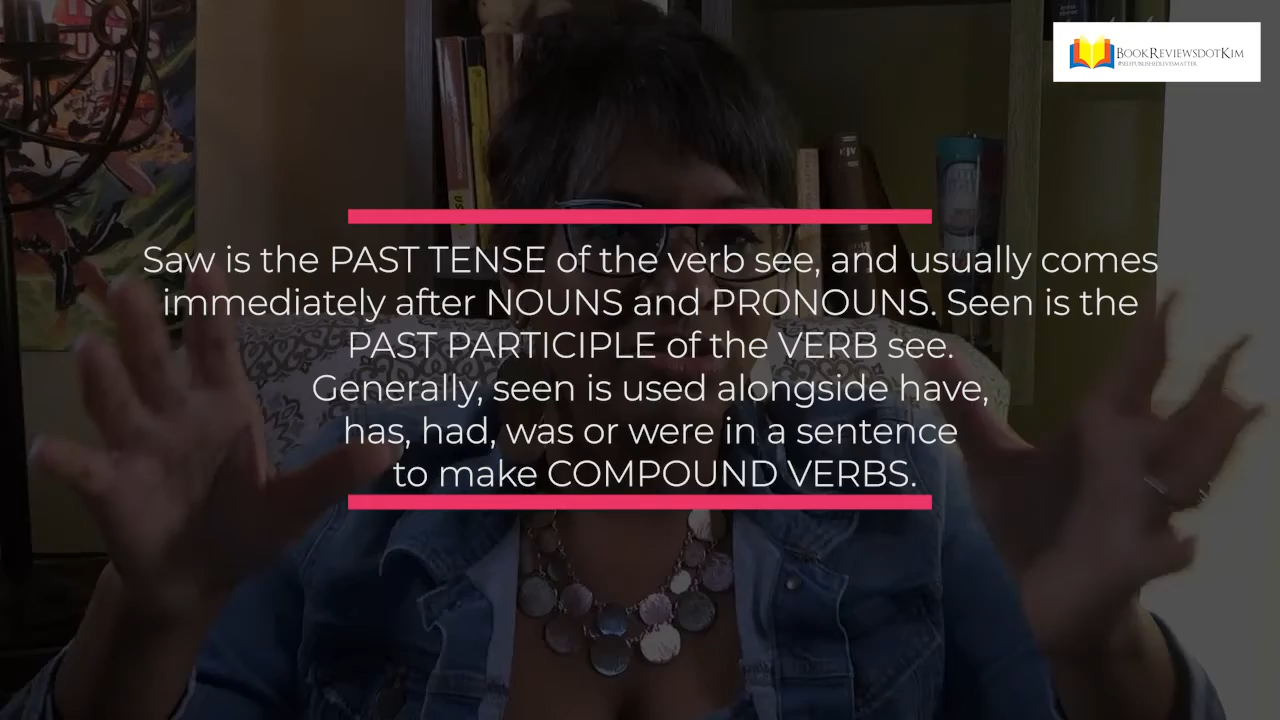 BOOKREVIEWSDOTKIM
#SELFPUBLISHEDLIVESMATTER
Saw is the PAST TENSE of the verb see, and usually comes
immediately after NOUNS and PRONOUNS. Seen is the
PAST PARTICIPLE of the VERB see.
Generally, seen is used alongside have,
has, had, was or were in a sentence
to make COMPOUND VERBS.